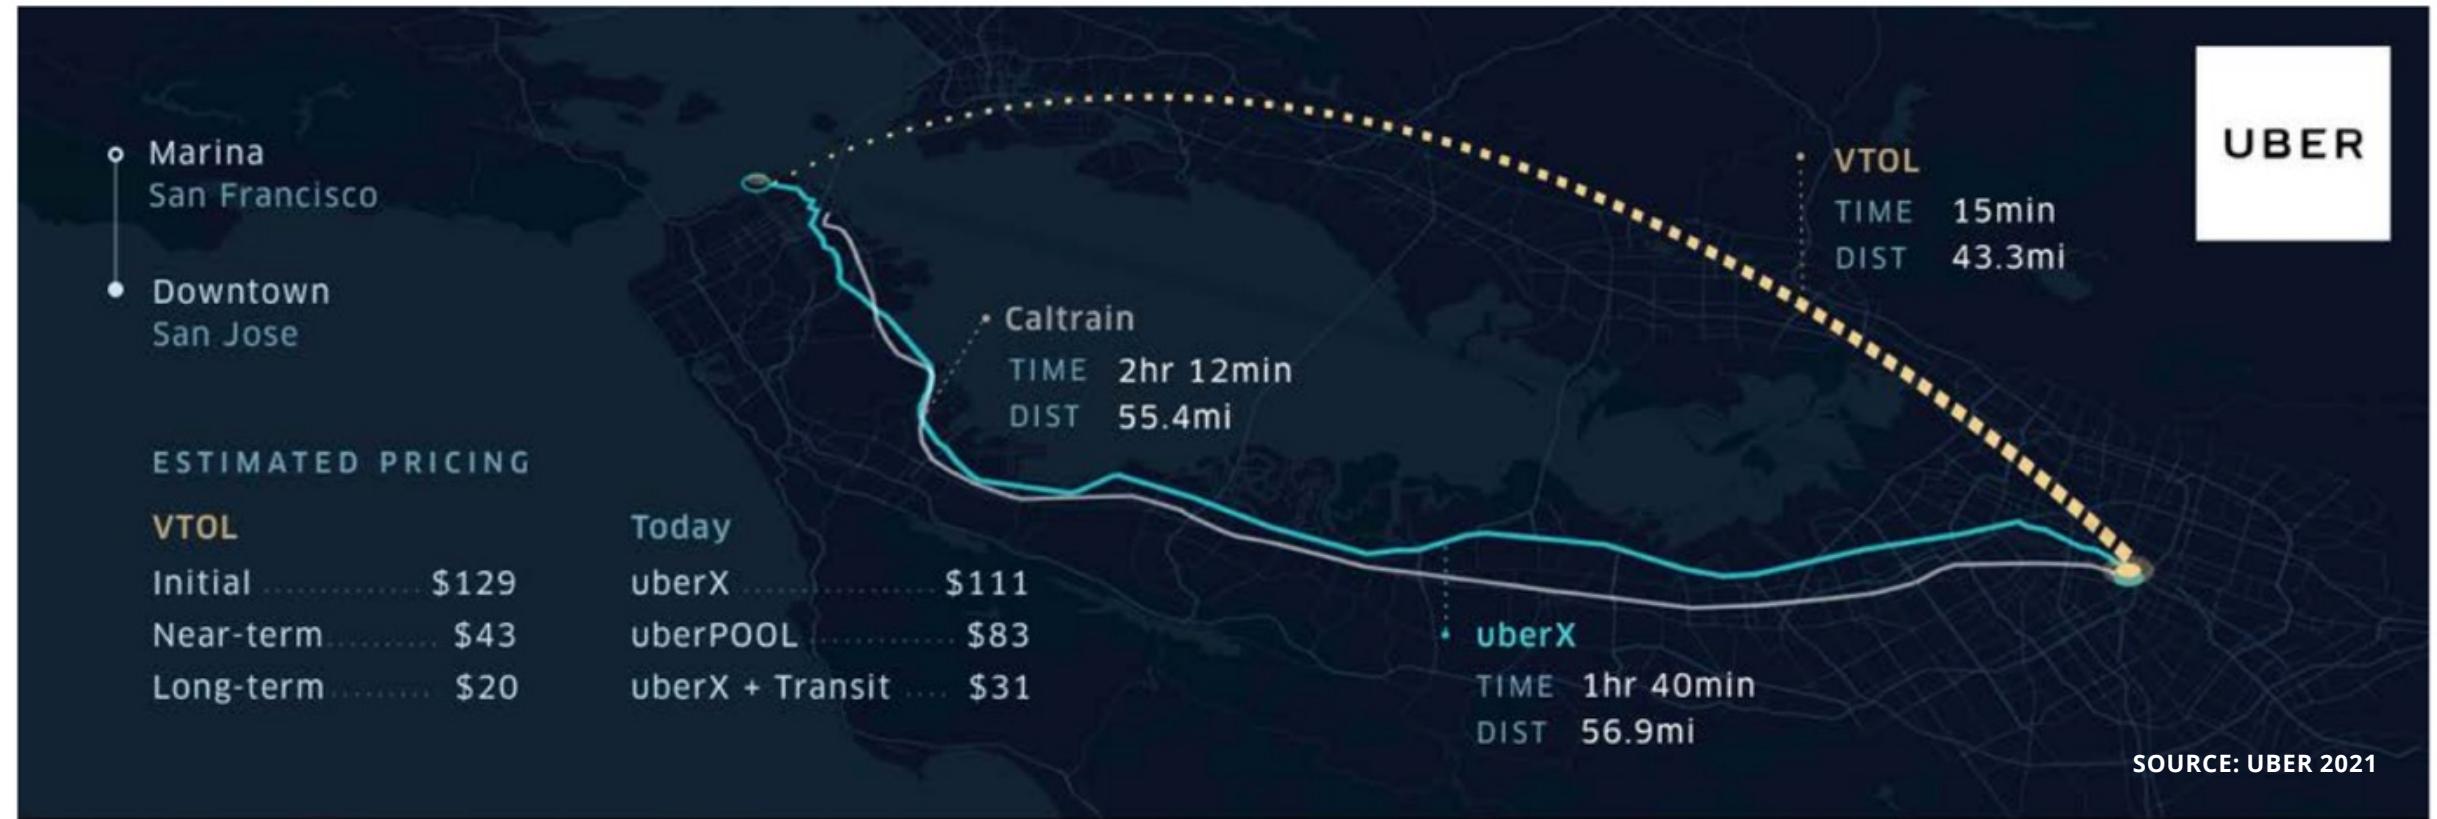 Marina
San Francisco
Downtown
San Jose
ESTIMATED PRICING
VTOL
Initial $129
Near-term $43
Long-term $20
Today
uberX $111
uberPOOL $83
uberX + Transit $31
Caltrain
TIME 2hr 12min
DIST 55.4mi
uberX
TIME 1hr 40min
DIST 56.9mi
VTOL
TIME 15min
DIST 43.3mi
UBER
SOURCE: UBER 2021